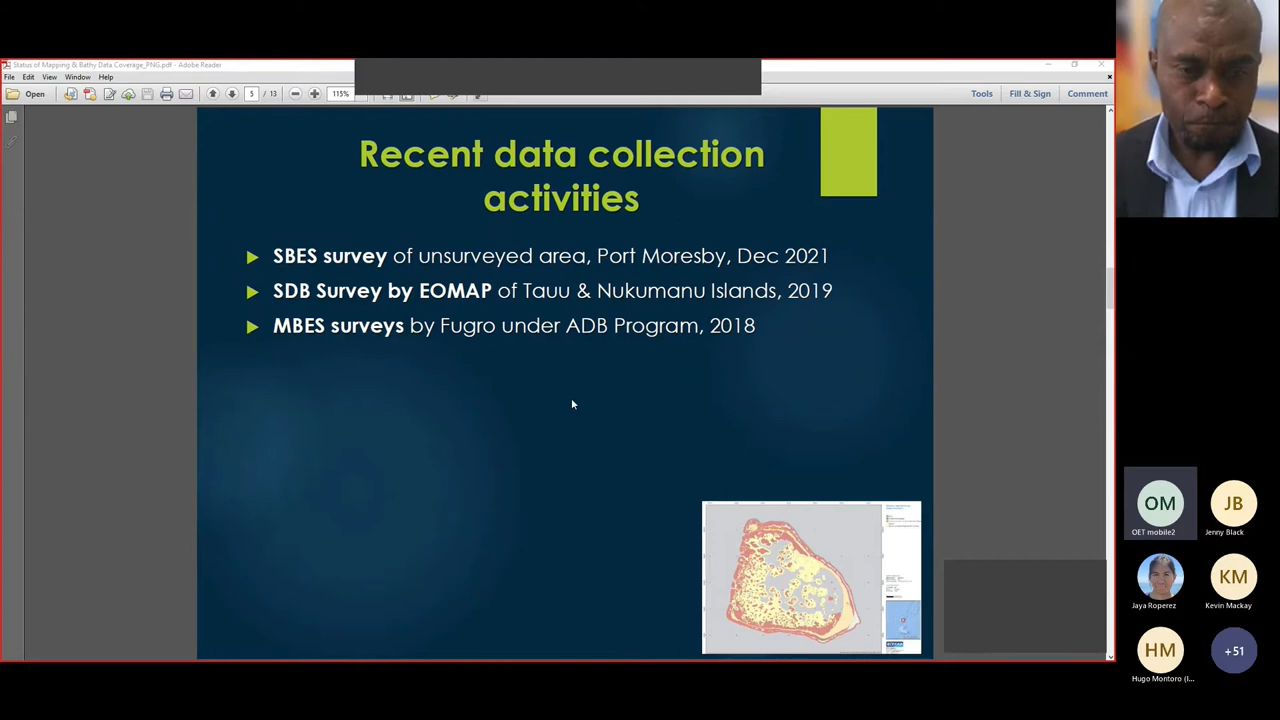 Status of Mapping & Bathy Data Coverage_PNG.pdf - Adobe Reader
File Edit View Window Help
Open 5 / 13 115% Tools Fill & Sign Comment
Recent data collection
activities
SBES survey of unsurveyed area, Port Moresby, Dec 2021
SDB Survey by EOMAP of Tauu & Nukumanu Islands, 2019
MBES surveys by Fugro under ADB Program, 2018
OM JB
OET mobile2 Jenny Black
KM
Jaya Roperez Kevin Mackay
HM +51
Hugo Montoro (I...